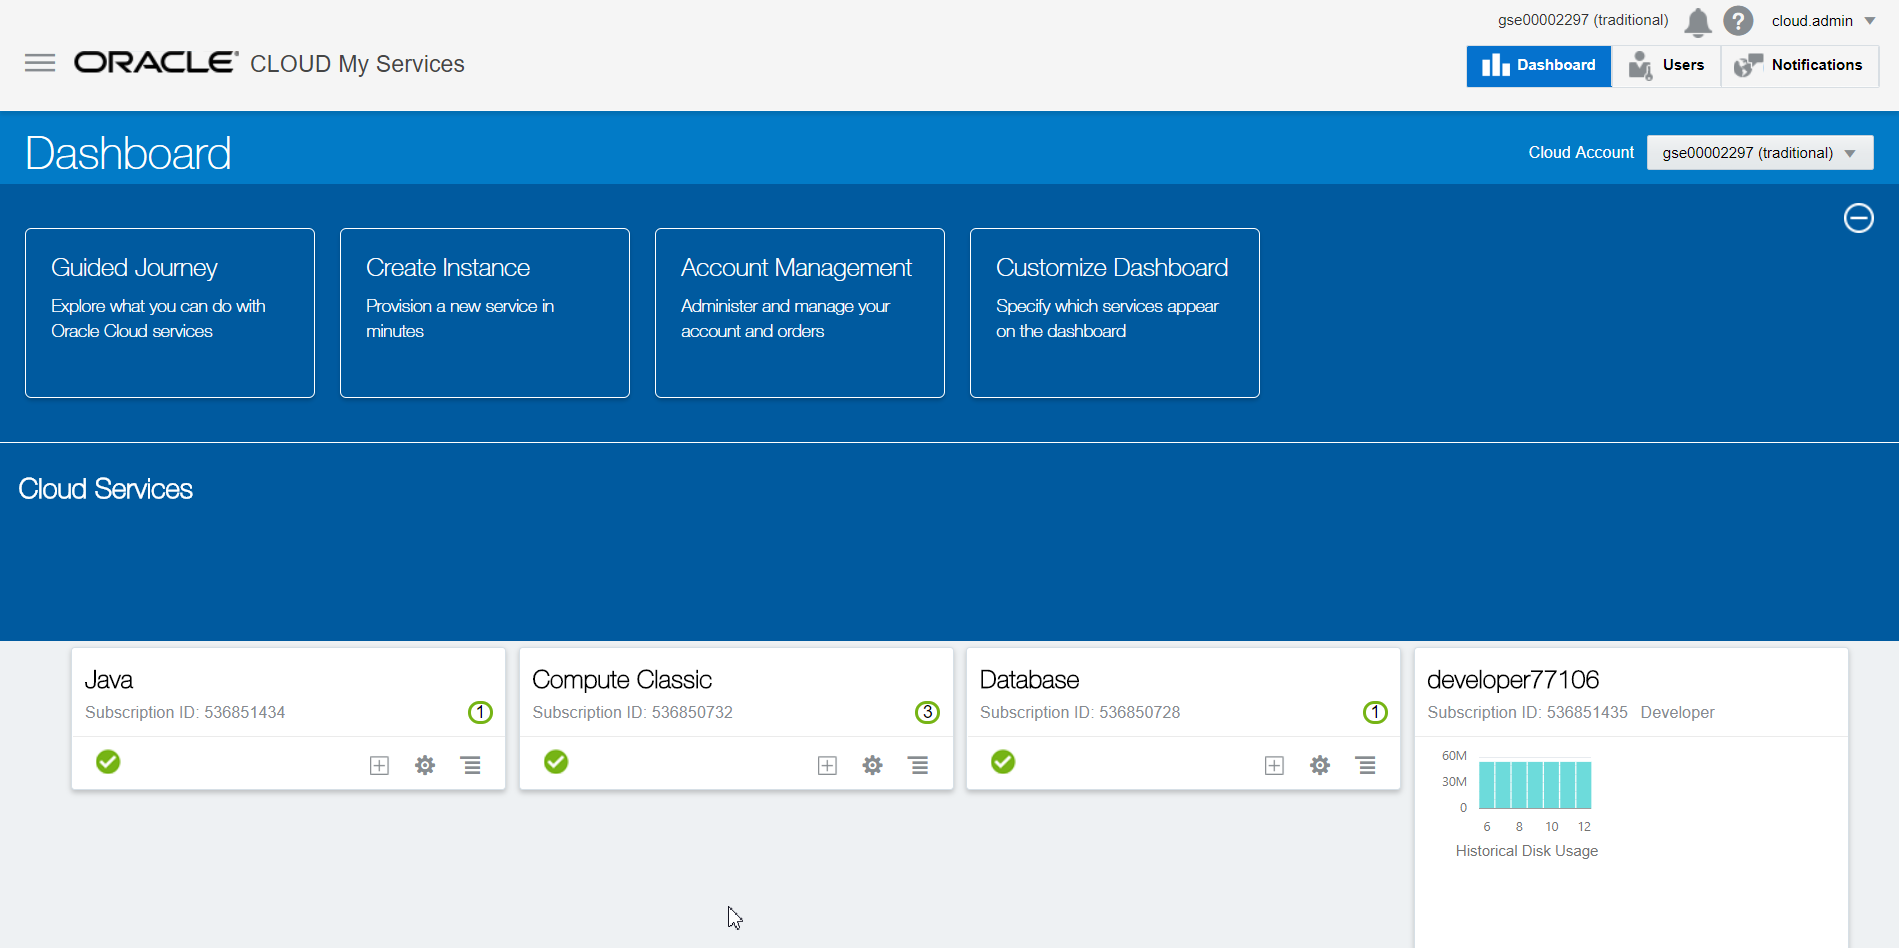 gse00002297 (traditional)
?
cloud.admin
ORACLE CLOUD My Services
Dashboard
Users
Notifications
Dashboard
Cloud Account
gse00002297 (traditional)
Guided Journey
Explore what you can do with
Oracle Cloud services
Create Instance
Provision a new service in
minutes
Account Management
Administer and manage your
account and orders
Customize Dashboard
Specify which services appear
on the dashboard
Cloud Services
Java
Subscription ID: 536851434
1
Compute Classic
Subscription ID: 536850732
3
Database
Subscription ID: 536850728
1
developer77106
Subscription ID: 536851435 Developer
60M
30M
0
6 8 10 12
Historical Disk Usage